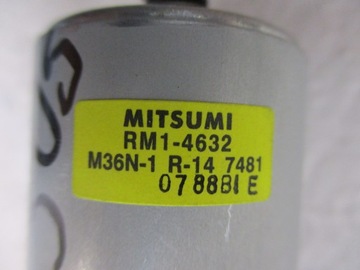 MITSUMI
RM1-4632
M36N-1 R-14 7481
0788BI E